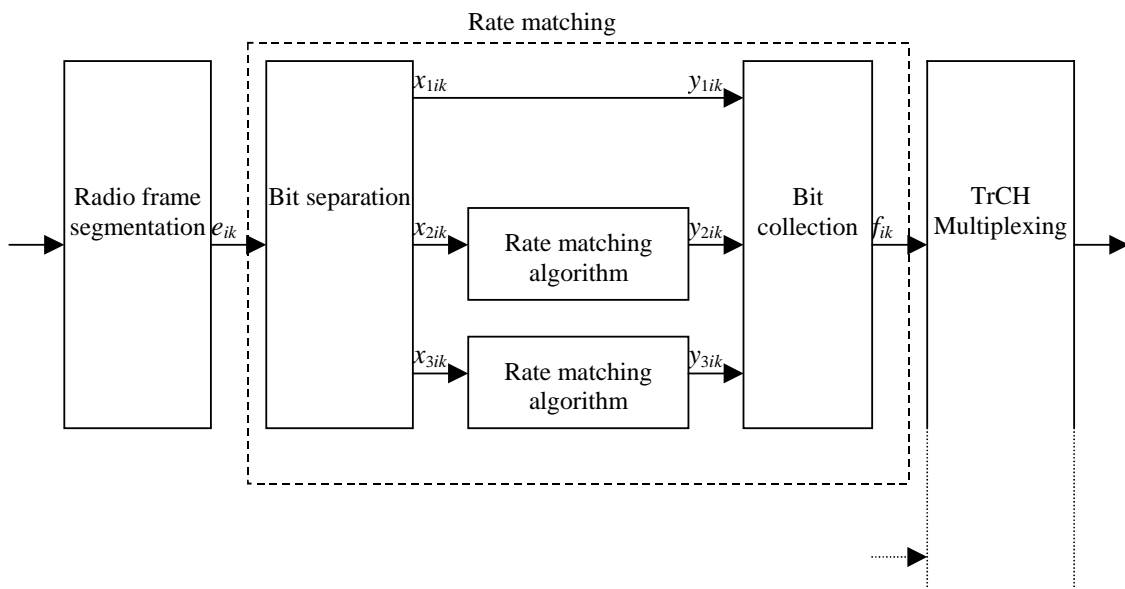 Rate matching
Radio frame
segmentation
e_ik
Bit separation
x_1ik
y_1ik
x_2ik
Rate matching
algorithm
y_2ik
x_3ik
Rate matching
algorithm
y_3ik
Bit
collection
f_ik
TrCH
Multiplexing